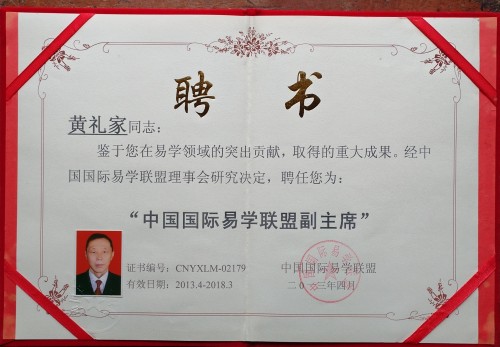 聘 书
黄礼家同志：
鉴于您在易学领域的突出贡献，取得的重大成果。经中
国国际易学联盟理事会研究决定，聘任您为：
“中国国际易学联盟副主席”
证书编号：CNYXLM-02179
中国国际易学联盟
有效日期：2013.4-2018.3
二〇一三年四月